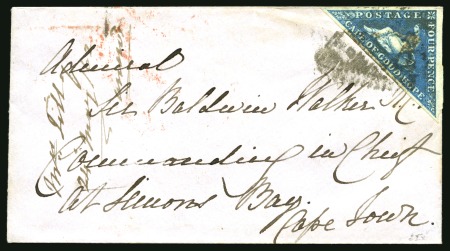 POSTAGE
CAPE OF GOOD HOPE
FOUR PENCE
Admiral
Sir Baldwin Walker
Commanding in Chief
at Simons Bay
Cape Town.